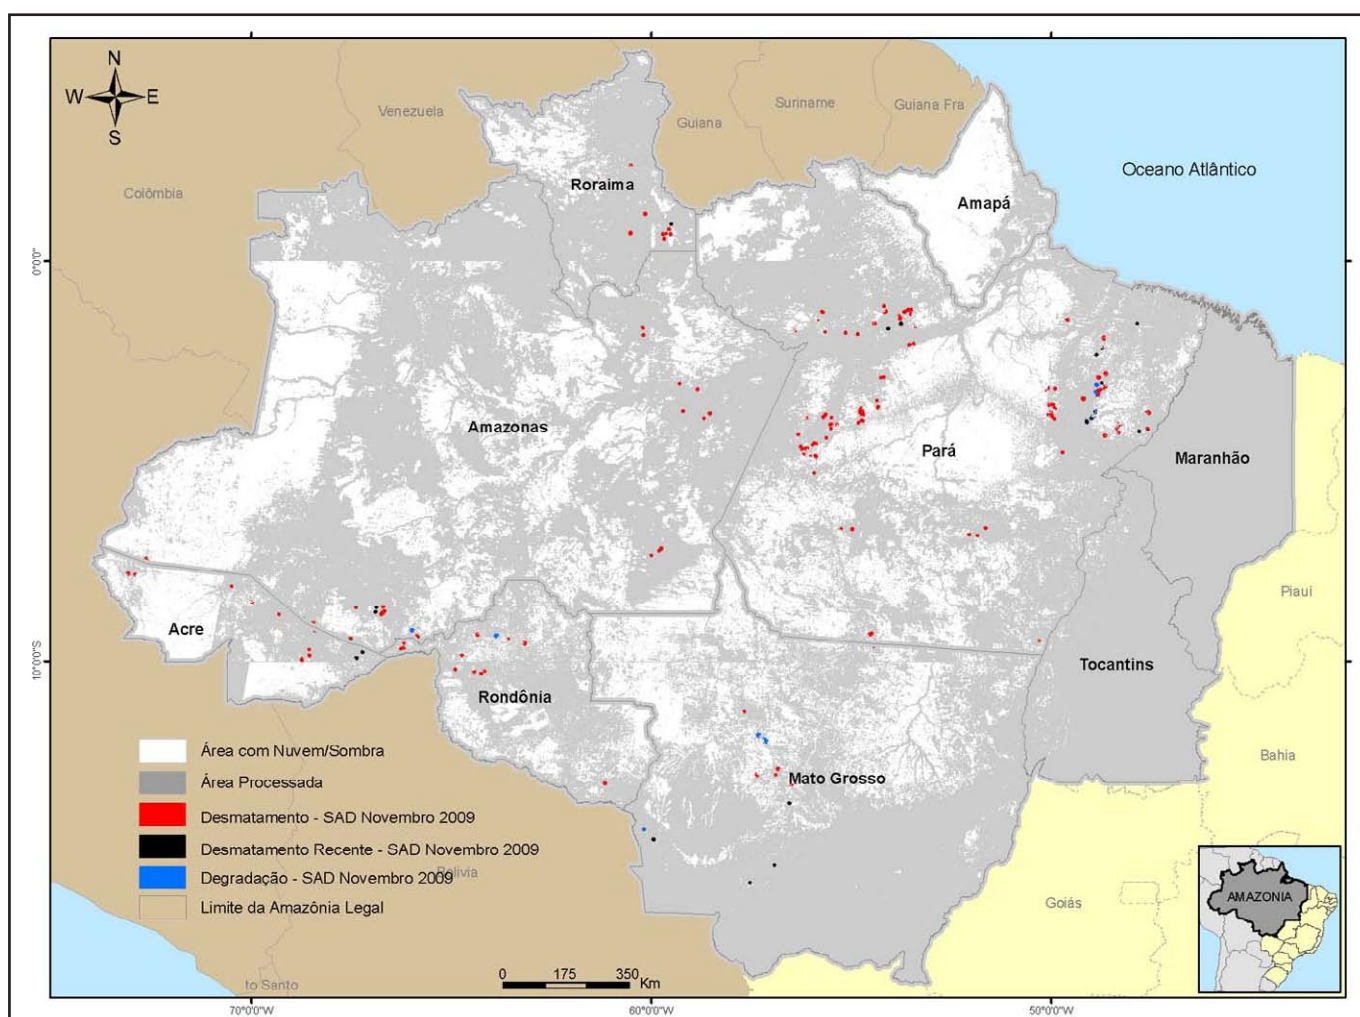 N
W E
S
Venezuela
Suriname
Guiana Fra
Guiana
Colômbia
Oceano Atlântico
Roraima
Amapá
0°0'0"
Amazonas
Pará
Maranhão
Piauí
Acre
10°0'0"S
Rondônia
Tocantins
Mato Grosso
Bahia
Goiás
Bolivia
Área com Nuvem/Sombra
Área Processada
Desmatamento - SAD Novembro 2009
Desmatamento Recente - SAD Novembro 2009
Degradação - SAD Novembro 2009
Limite da Amazônia Legal
to Santo
0 175 350
Km
AMAZONIA
70°0'0"W 60°0'0"W 50°0'0"W